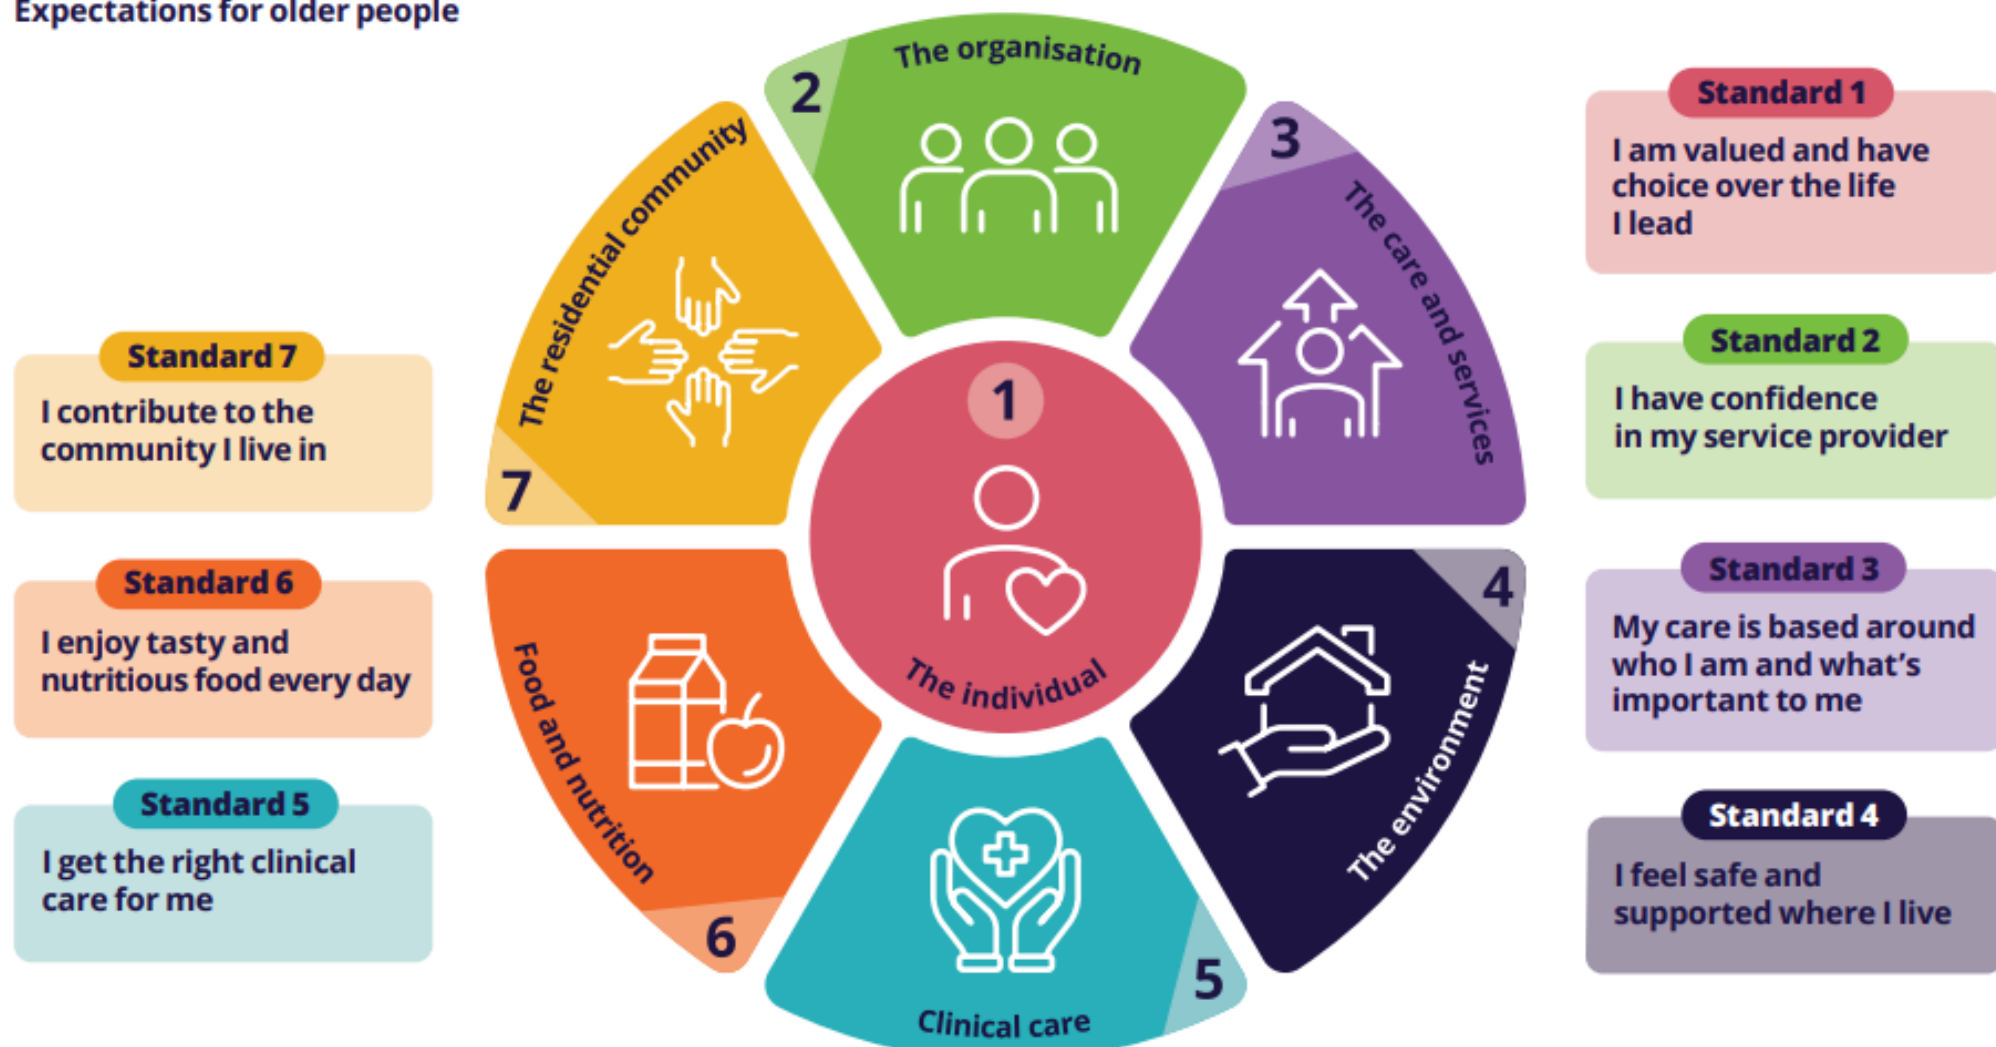 Expectations for older people
2
The organisation
3
The care and services
4
The environment
5
Clinical care
6
Food and nutrition
7
The residential community
1
The individual
Standard 1
I am valued and have
choice over the life
I lead
Standard 2
I have confidence
in my service provider
Standard 3
My care is based around
who I am and what's
important to me
Standard 4
I feel safe and
supported where I live
Standard 5
I get the right clinical
care for me
Standard 6
I enjoy tasty and
nutritious food every day
Standard 7
I contribute to the
community I live in